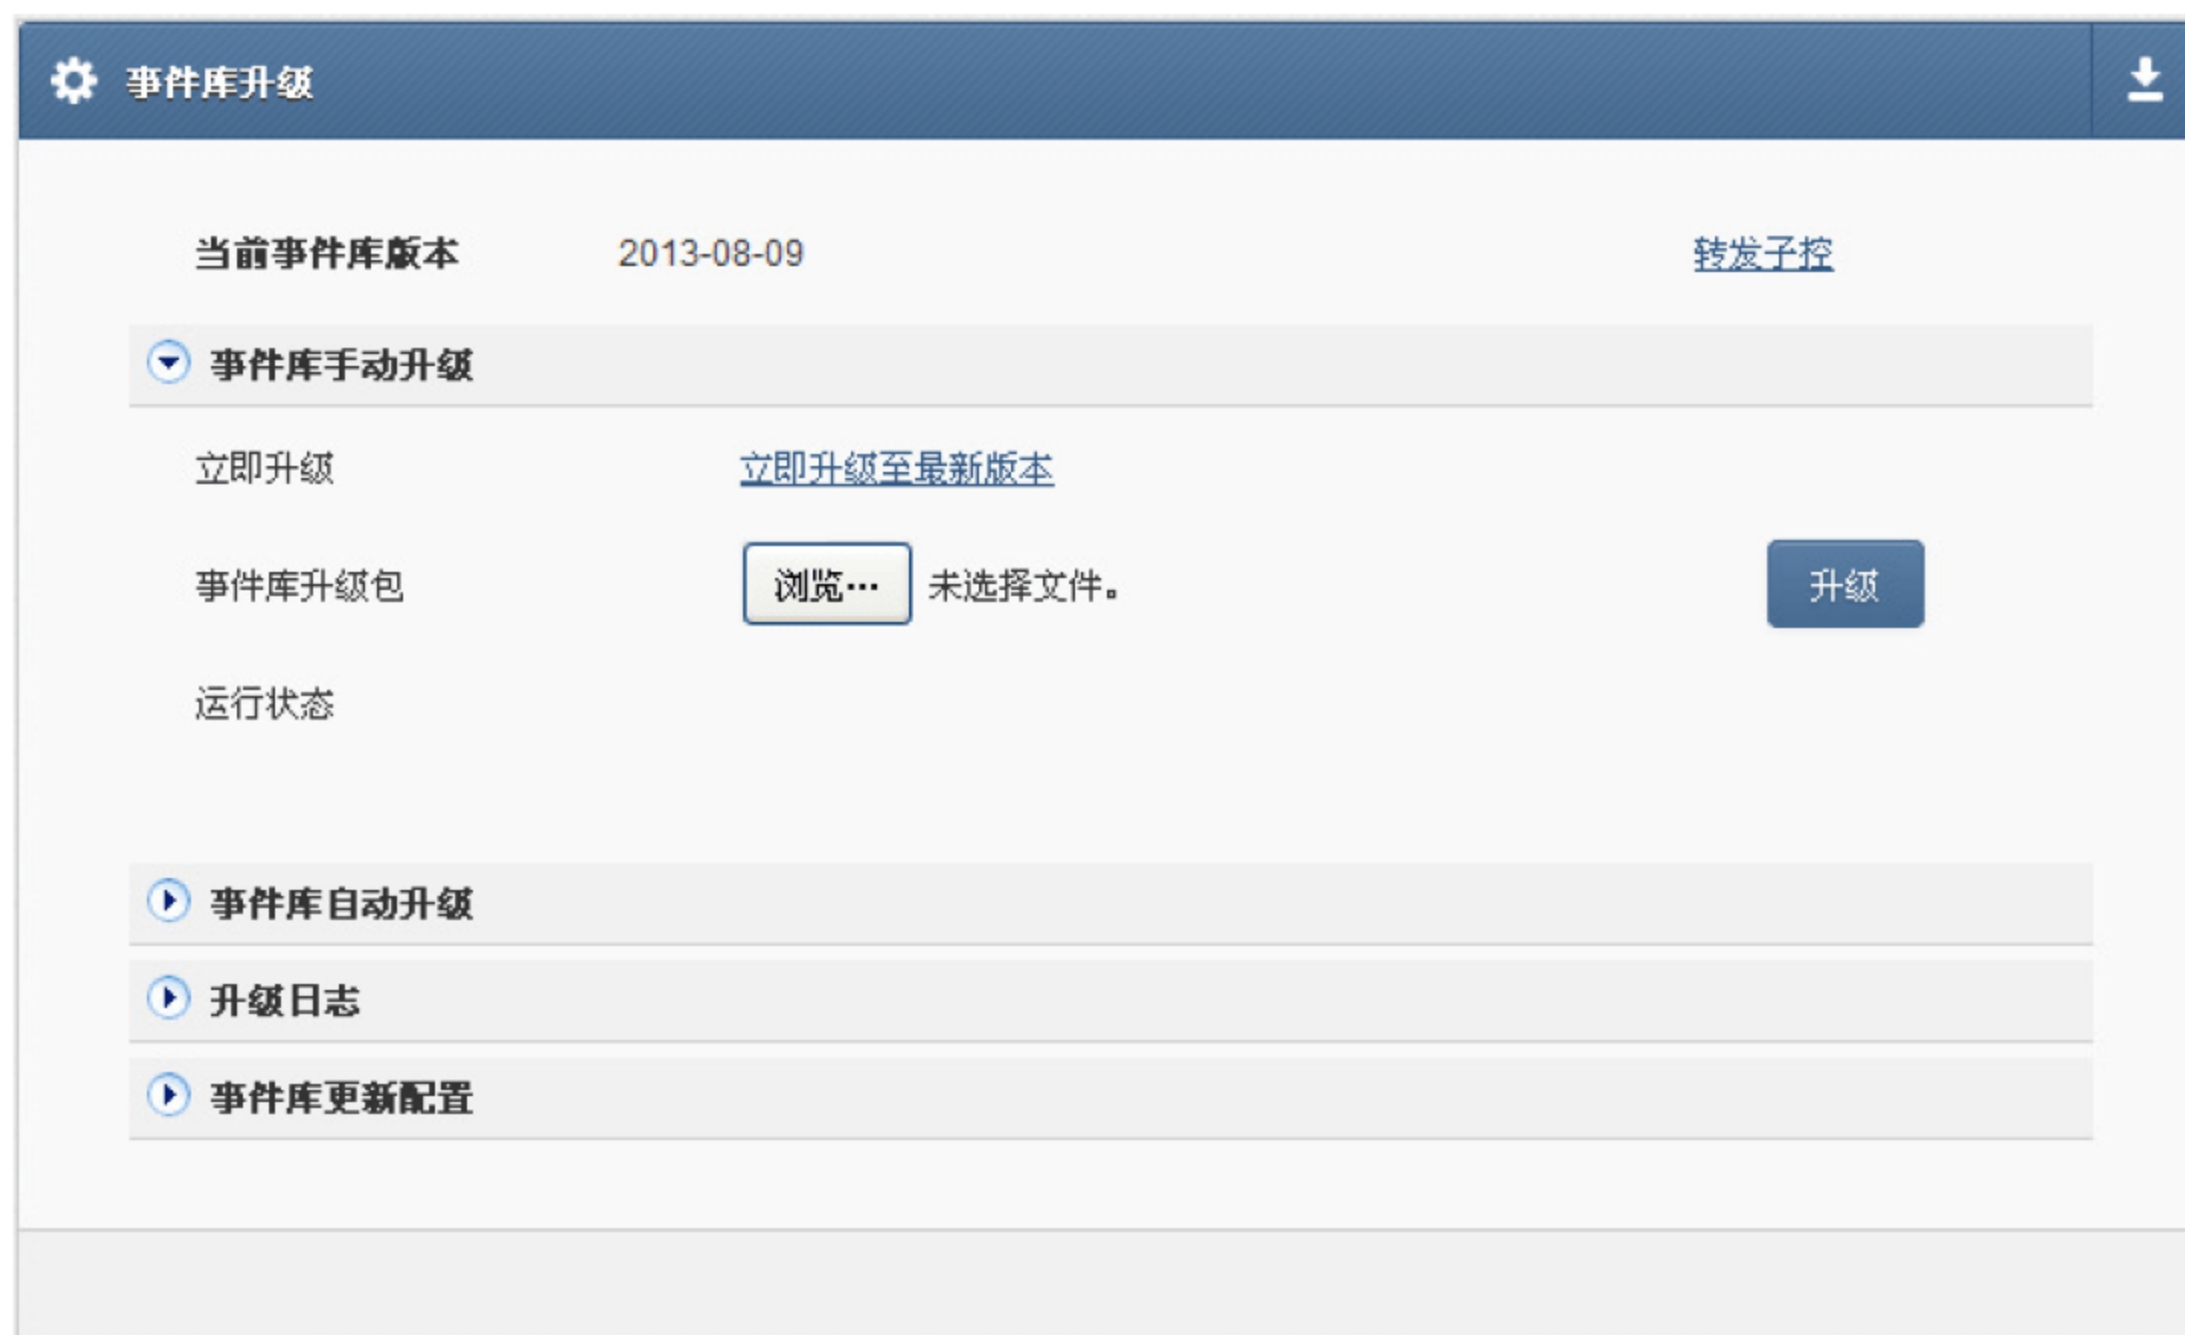 事件库升级
当前事件库版本 2013-08-09 转发子控
事件库手动升级
立即升级 立即升级至最新版本
事件库升级包 浏览… 未选择文件。 升级
运行状态
事件库自动升级
升级日志
事件库更新配置